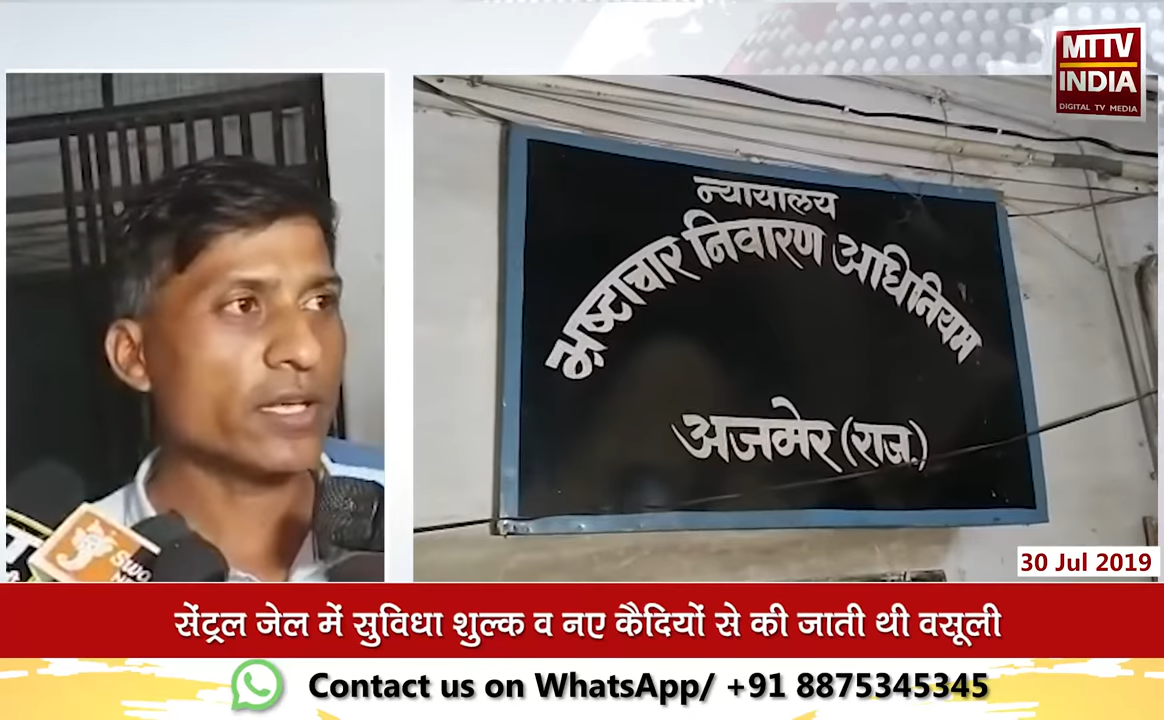 MTTV
INDIA
DIGITAL TV MEDIA
न्यायालय
भ्रष्टाचार निवारण अधिनियम
अजमेर (राज.)
30 Jul 2019
सेंट्रल जेल में सुविधा शुल्क व नए कैदियों से की जाती थी वसूली
Contact us on WhatsApp/ +91 8875345345